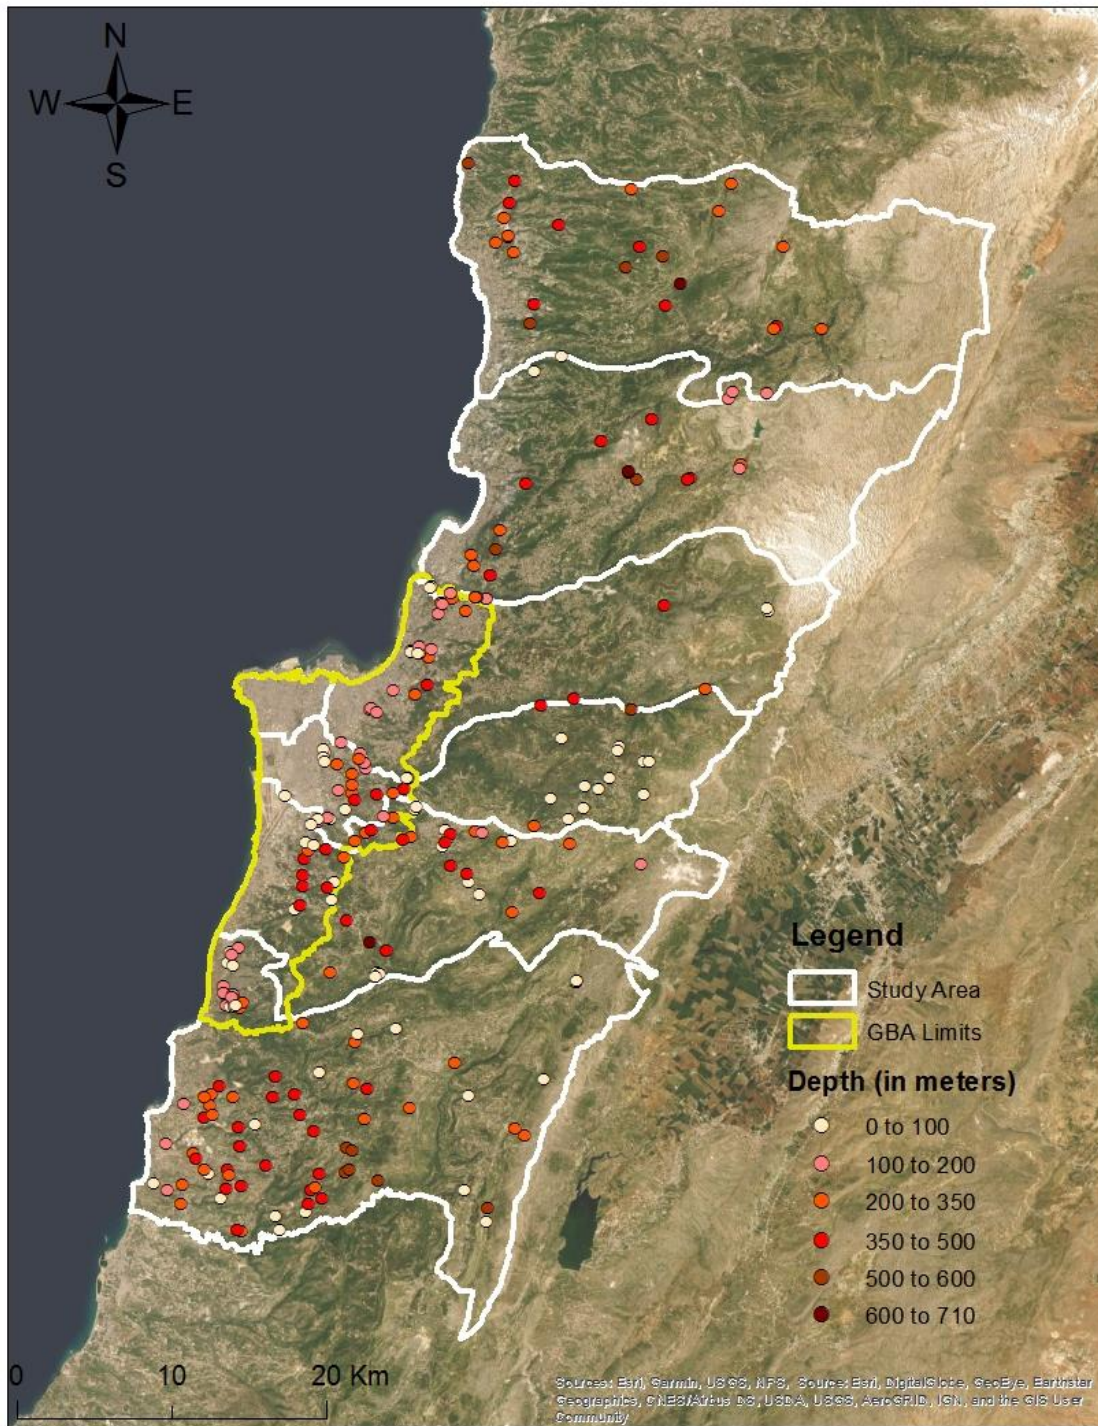 N
W E
S
Legend
Study Area
GBA Limits
Depth (in meters)
0 to 100
100 to 200
200 to 350
350 to 500
500 to 600
600 to 710
0 10 20 Km
Sources: Esri, Garmin, USGS, NPS, Source: Esri, DigitalGlobe, GeoEye, Earthstar
Geographics, CNES/Airbus DS, USDA, USGS, AeroGRID, IGN, and the GIS User
Community